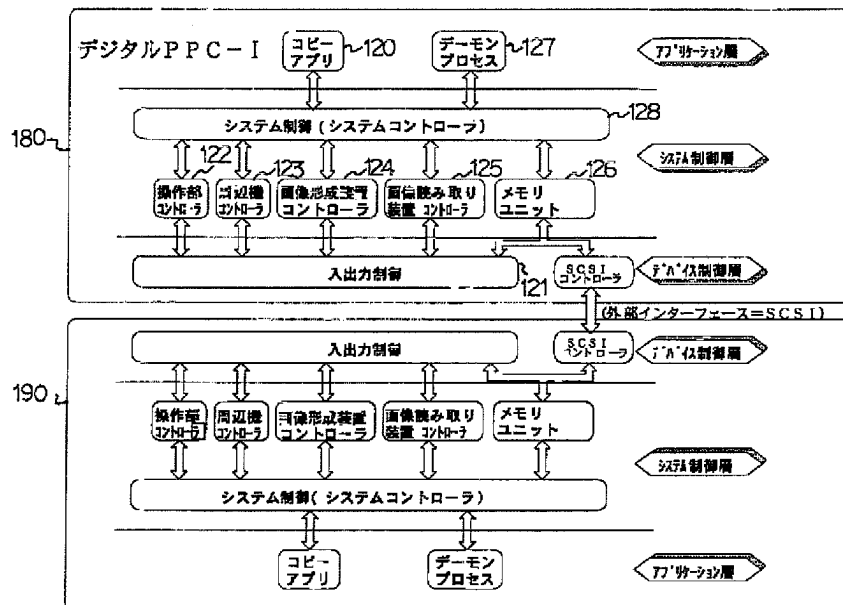 デジタルPPC-I
コピー
アプリ
120
デーモン
プロセス
127
アプリケーション層
128
システム制御(システムコントローラ)
180
システム制御層
122
123
124
125
126
操作部
コントローラ
周辺機
コントローラ
画像形成装置
コントローラ
画像読み取り
装置 コントローラ
メモリ
ユニット
入出力制御
121
SCSI
コントローラ
デバイス制御層
(外部インターフェース=SCSI)
入出力制御
SCSI
コントローラ
デバイス制御層
190
操作部
コントローラ
周辺機
コントローラ
画像形成装置
コントローラ
画像読み取り
装置 コントローラ
メモリ
ユニット
システム制御層
システム制御(システムコントローラ)
コピー
アプリ
デーモン
プロセス
アプリケーション層